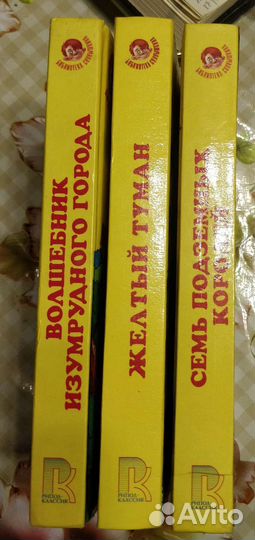 ВОЛШЕБНИК
ИЗУМРУДНОГО ГОРОДА
РИПОЛ
КЛАССИК
ЖЕЛТЫЙ ТУМАН
РИПОЛ
КЛАССИК
СЕМЬ ПОДЗЕМНЫХ
КОРОЛЕЙ
РИПОЛ
КЛАССИК
Avito